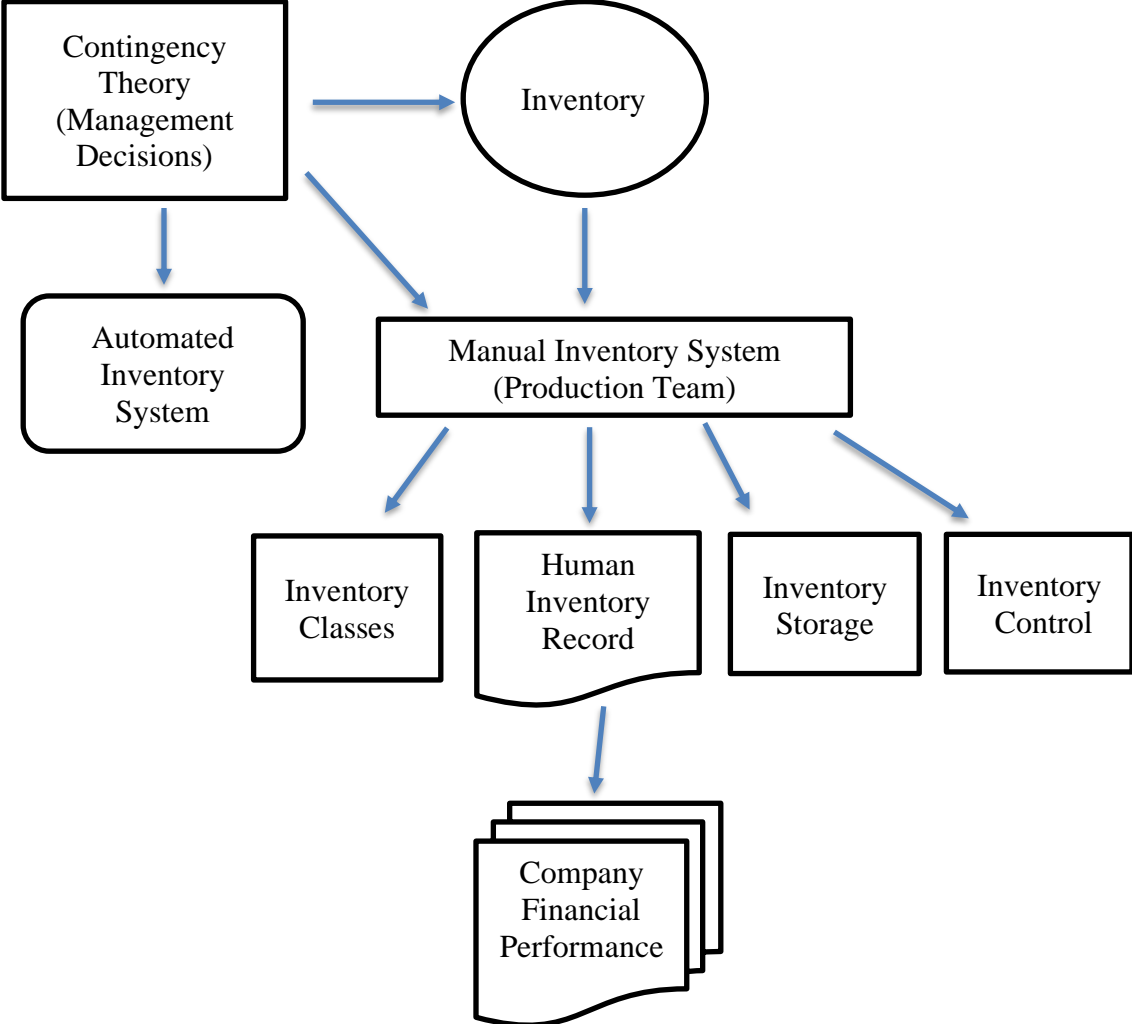 Contingency
Theory
(Management
Decisions)
Inventory
Automated
Inventory
System
Manual Inventory System
(Production Team)
Inventory
Classes
Human
Inventory
Record
Inventory
Storage
Inventory
Control
Company
Financial
Performance